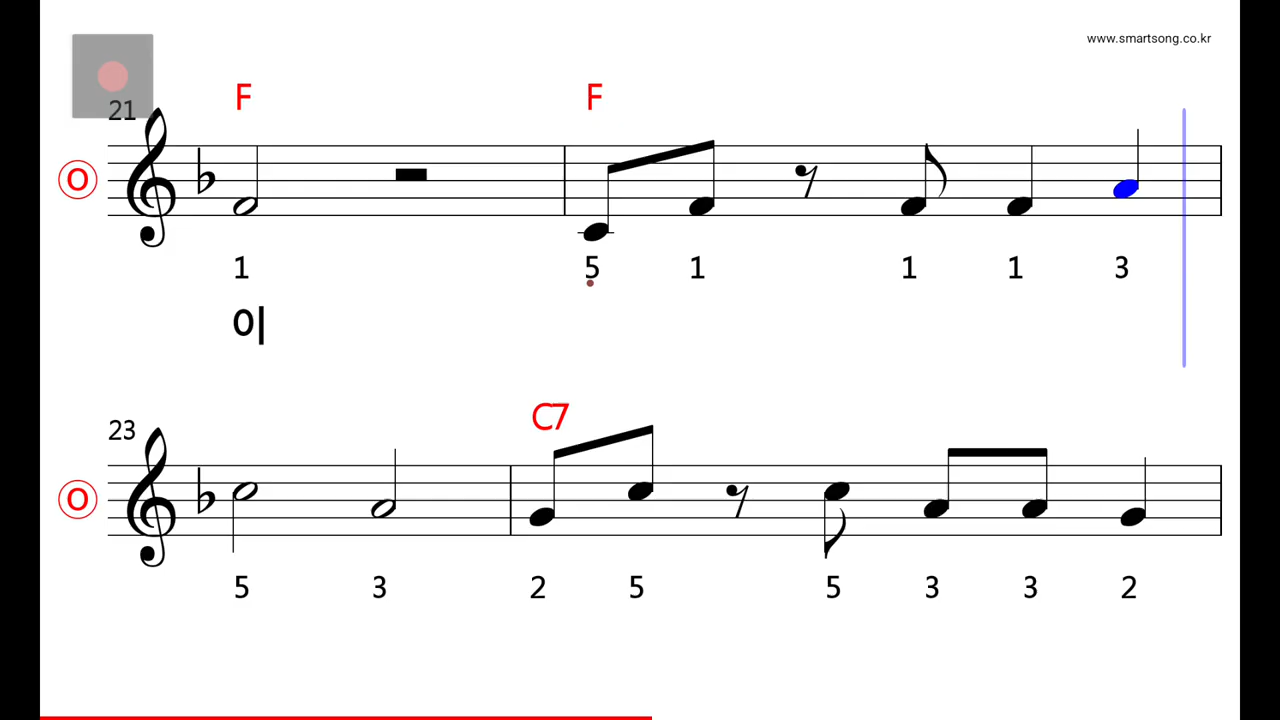 www.smartsong.co.kr
21
F F
O
1 5 1 1 1 3
이
23
C7
O
5 3 2 5 5 3 3 2